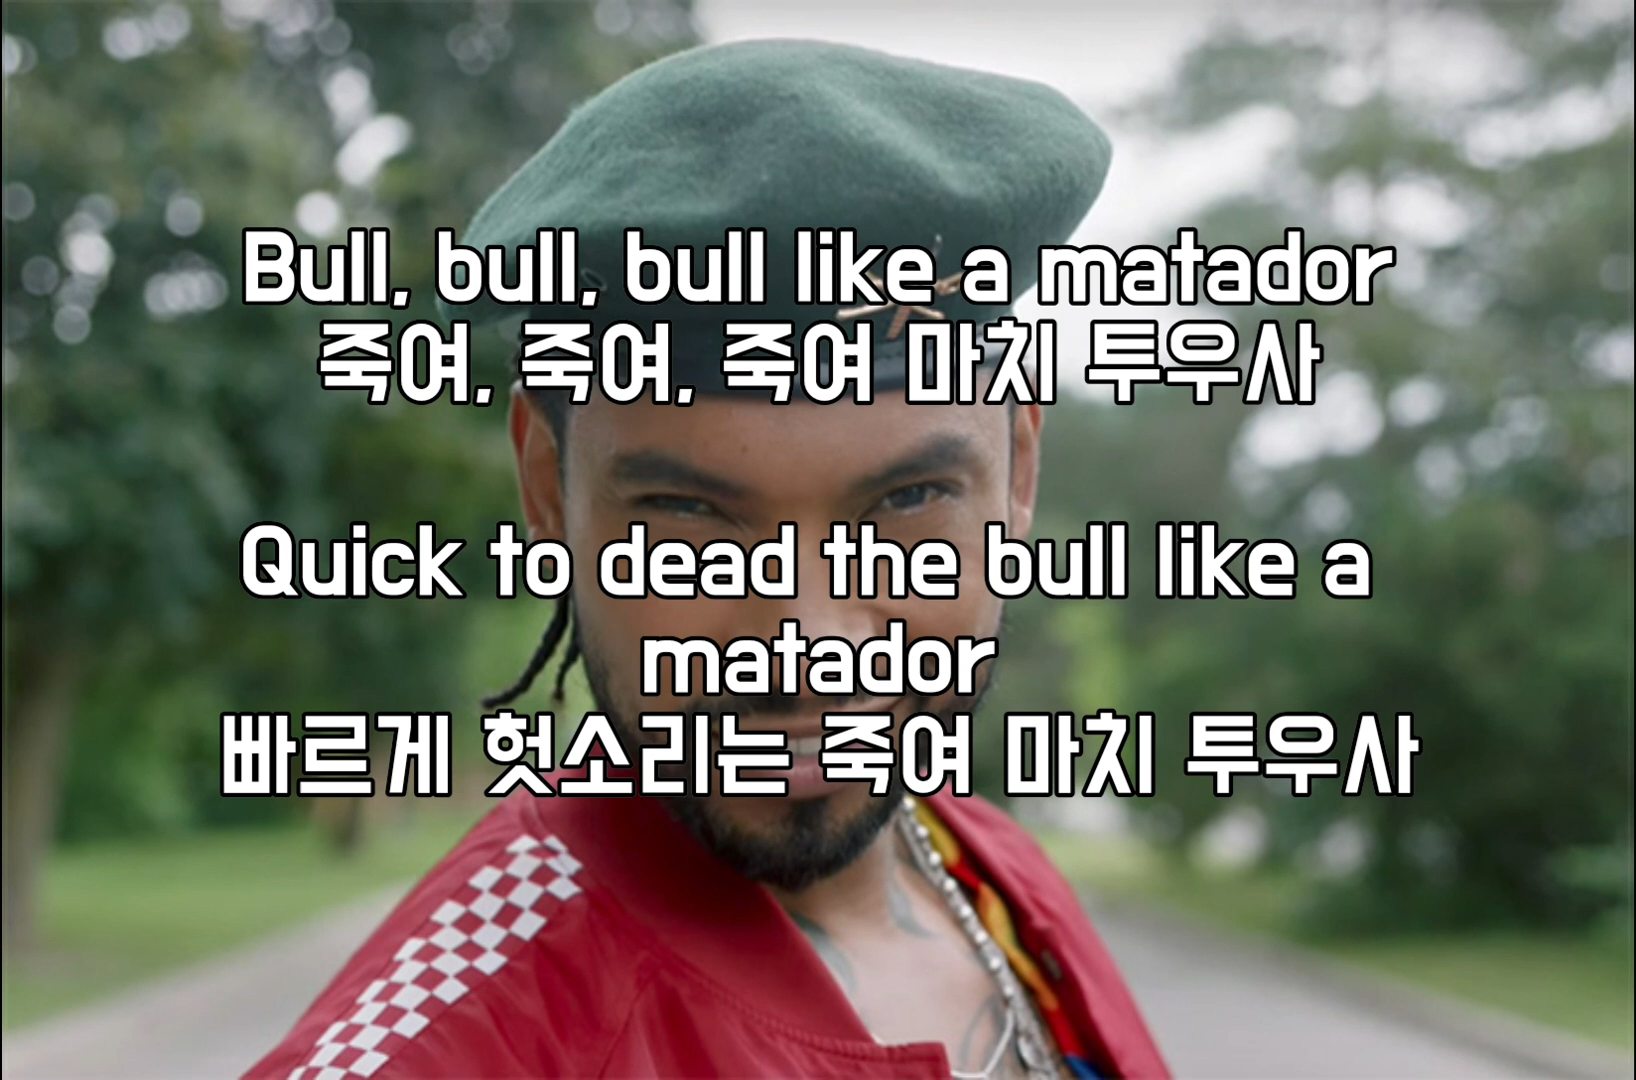 Bull, bull, bull like a matador
죽여, 죽여, 죽여 마치 투우사
Quick to dead the bull like a
matador
빠르게 헛소리는 죽여 마치 투우사